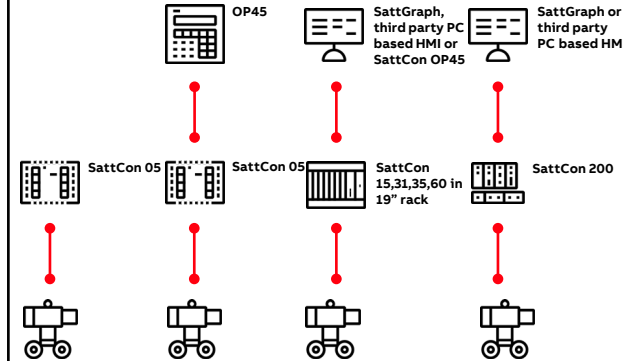 OP45
SattGraph,
third party PC
based HMI or
SattCon OP45
SattGraph or
third party
PC based HM
SattCon 05
SattCon 05
SattCon
15,31,35,60 in
19” rack
SattCon 200